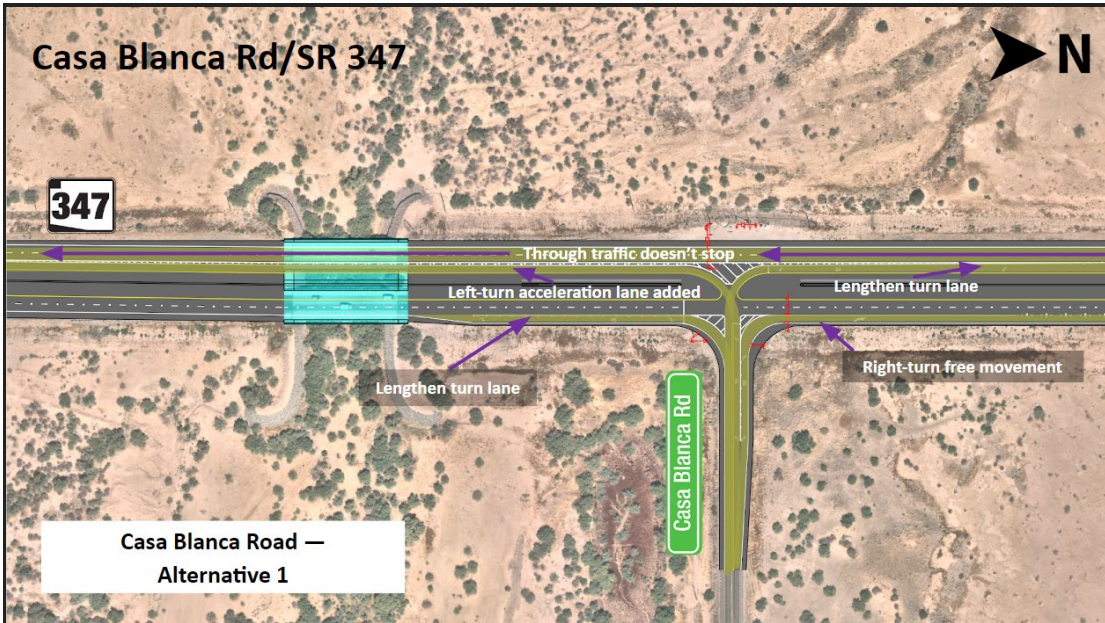 Casa Blanca Rd/SR 347
N
347
Through traffic doesn't stop
Left-turn acceleration lane added
Lengthen turn lane
Right-turn free movement
Lengthen turn lane
Casa Blanca Rd
Casa Blanca Road —
Alternative 1